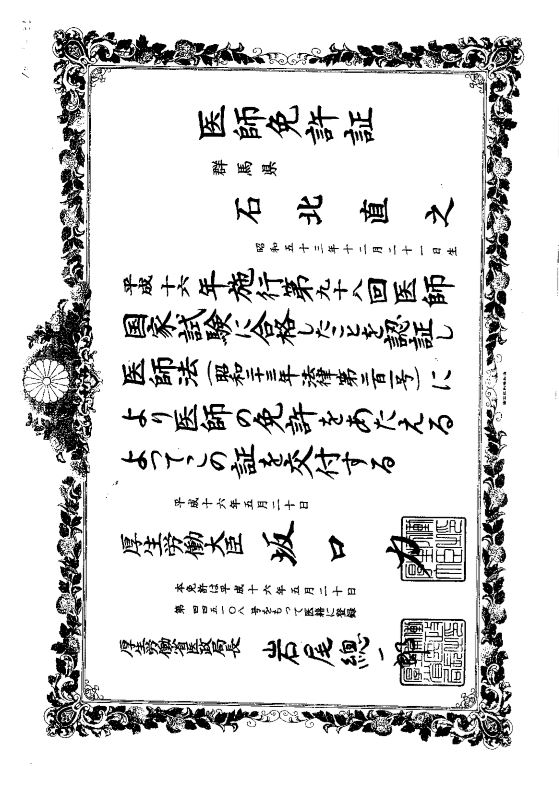 医師免許証
群馬県
石北直之
昭和五十三年十二月二十一日生
平成十六年施行第九十八回医師
国家試験に合格したことを認証し
医師法(昭和二十三年法律第二百一号)に
より医師の免許をあたえる
よつてこの証を交付する
平成十六年五月二十日
厚生労働大臣 坂口力
本免許は平成十六年五月二十日
第四四五一〇八号をもって医籍に登録
厚生労働省医政局長 岩尾總一郎